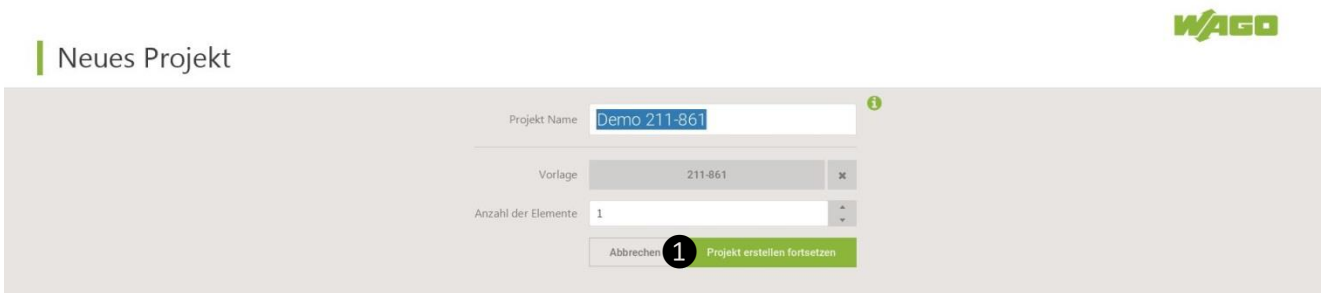 WAGO
Neues Projekt
Projekt Name Demo 211-861
Vorlage 211-861
Anzahl der Elemente 1
Abbrechen 1 Projekt erstellen fortsetzen